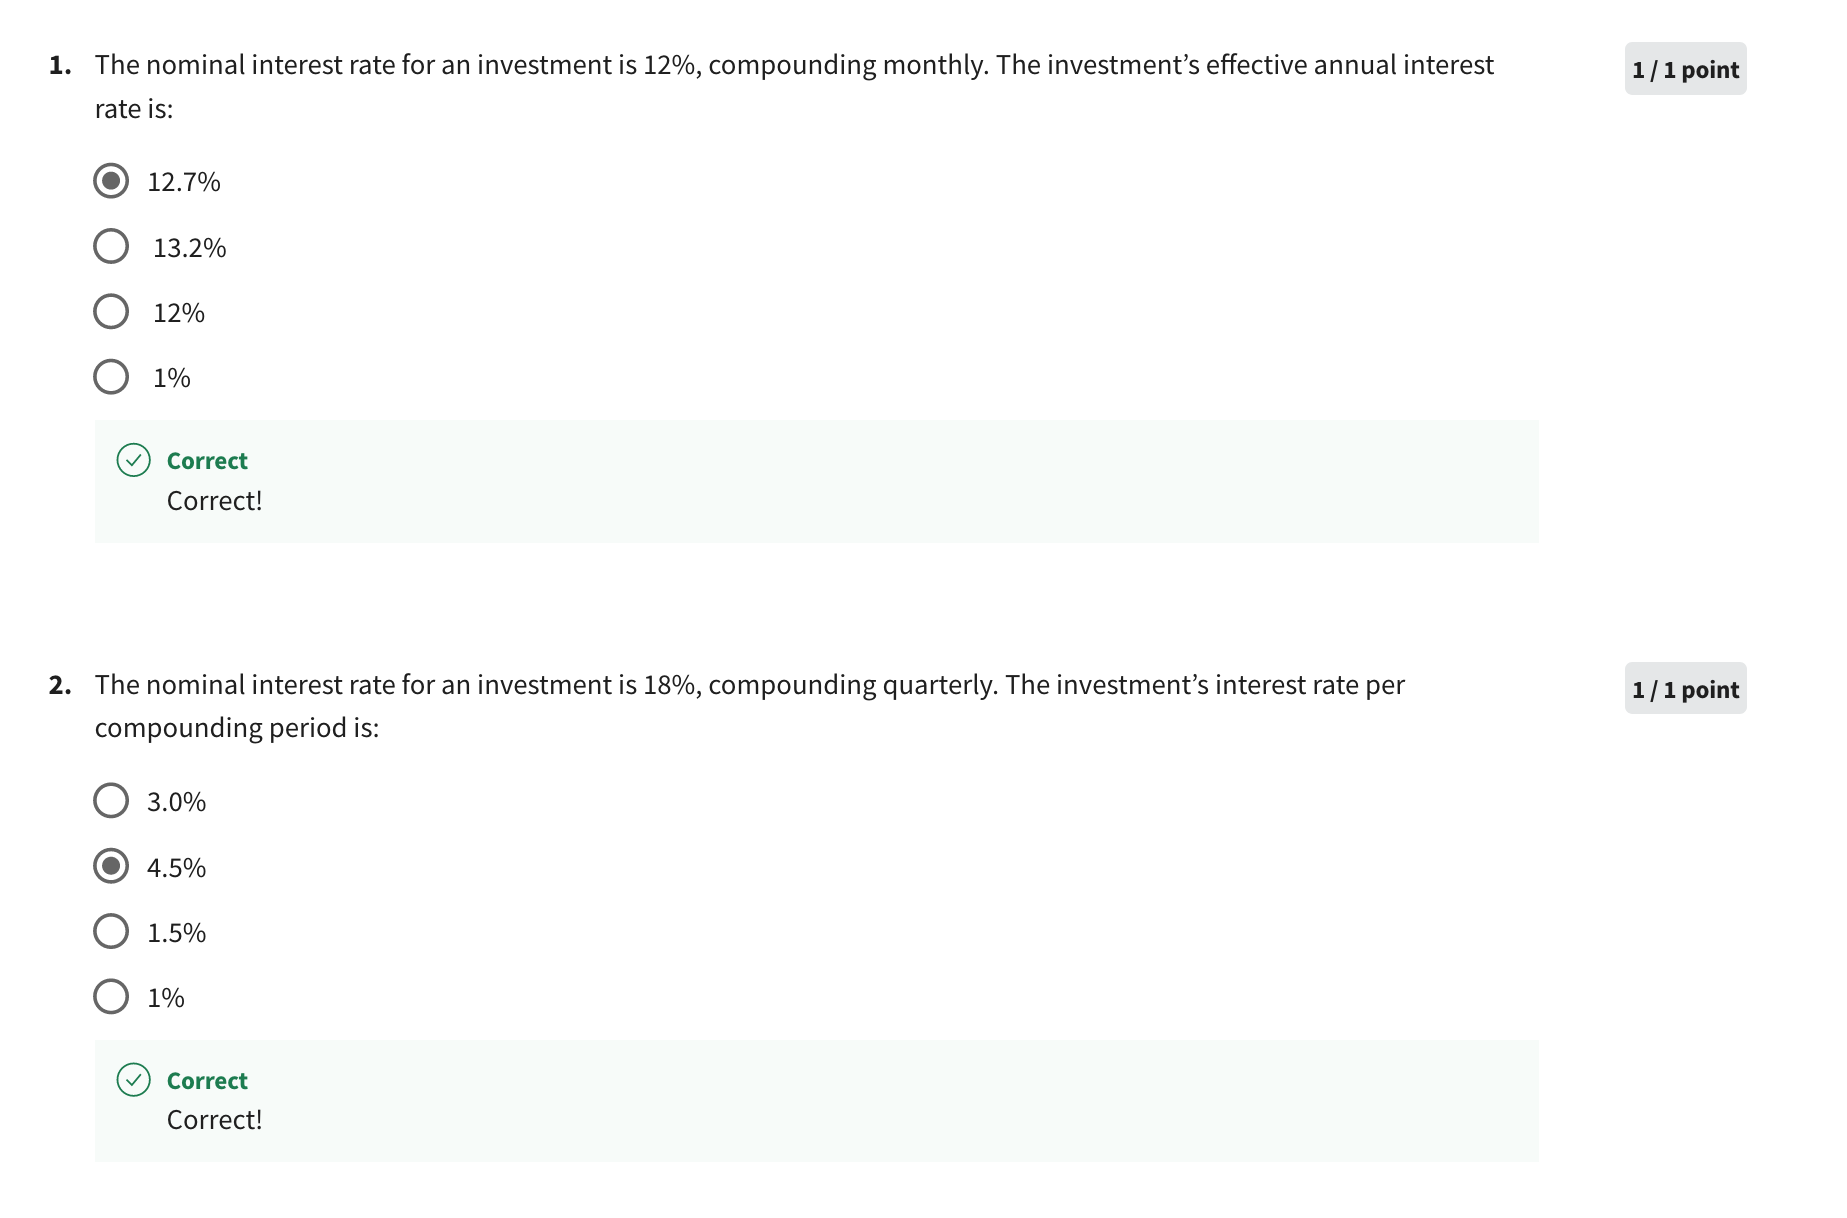 1. The nominal interest rate for an investment is 12%, compounding monthly. The investment’s effective annual interest
rate is:
1 / 1 point
12.7%
13.2%
12%
1%
Correct
Correct!
2. The nominal interest rate for an investment is 18%, compounding quarterly. The investment’s interest rate per
compounding period is:
1 / 1 point
3.0%
4.5%
1.5%
1%
Correct
Correct!